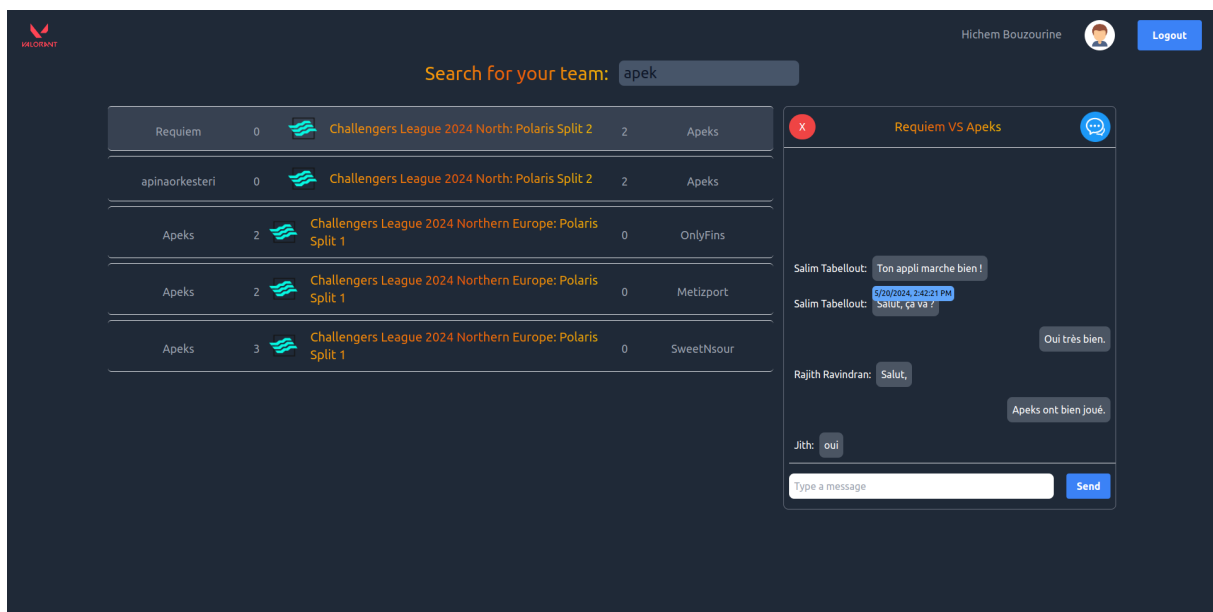 VALORANT
Hichem Bouzourine
Logout
Search for your team:
apek
Requiem 0 Challengers League 2024 North: Polaris Split 2 2 Apeks
apinaorkesteri 0 Challengers League 2024 North: Polaris Split 2 2 Apeks
Apeks 2 Challengers League 2024 Northern Europe: Polaris
Split 1 0 OnlyFins
Apeks 2 Challengers League 2024 Northern Europe: Polaris
Split 1 0 Metizport
Apeks 3 Challengers League 2024 Northern Europe: Polaris
Split 1 0 SweetNsour
X
Requiem VS Apeks
Salim Tabellout: Ton appli marche bien !
5/20/2024, 2:42:21 PM
Salim Tabellout: Salut, ça va ?
Oui très bien.
Rajith Ravindran: Salut,
Apeks ont bien joué.
Jith: oui
Type a message
Send